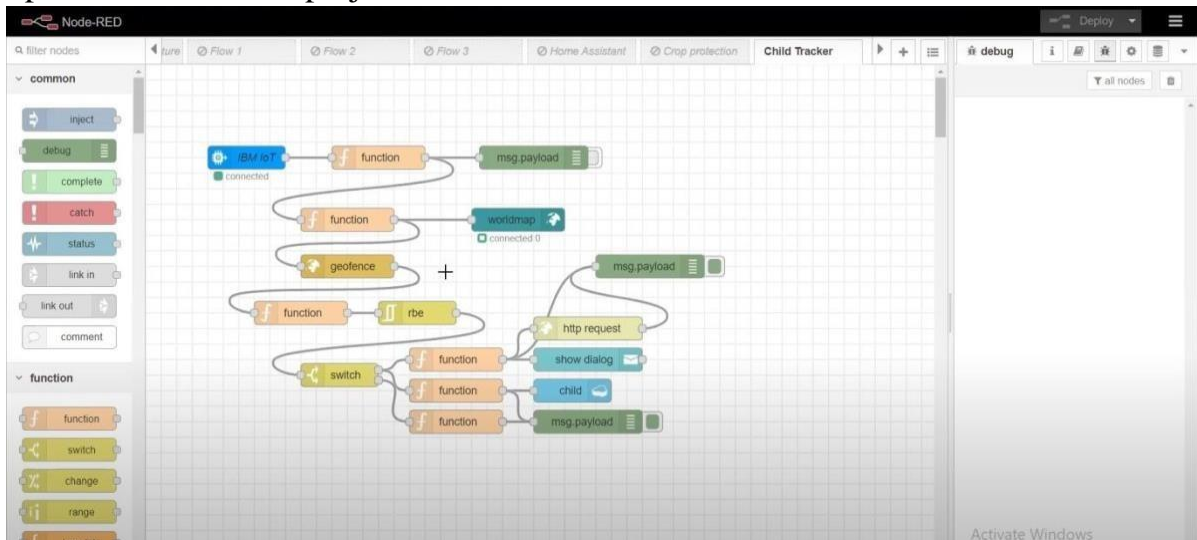 Node-RED
Deploy
filter nodes
ture
Flow 1
Flow 2
Flow 3
Home Assistant
Crop protection
Child Tracker
debug
i
all nodes
common
inject
debug
complete
catch
status
link in
link out
comment
function
function
switch
change
range
IBM IoT
connected
function
msg.payload
function
worldmap
connected 0
geofence
msg.payload
function
rbe
http request
switch
function
show dialog
function
child
function
msg.payload
Activate Windows